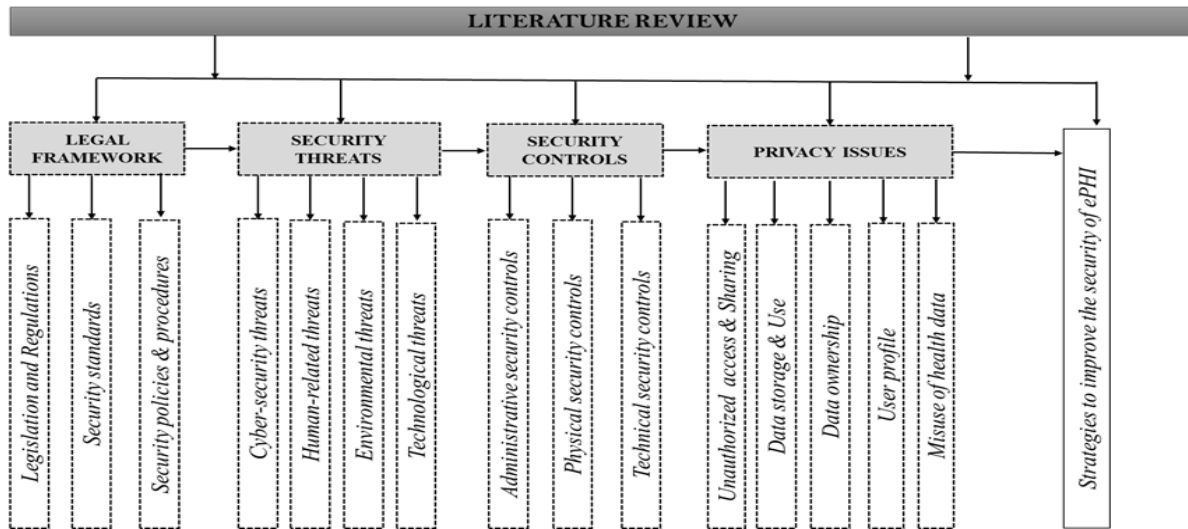 LITERATURE REVIEW
LEGAL
FRAMEWORK
SECURITY
THREATS
SECURITY
CONTROLS
PRIVACY ISSUES
Legislation and Regulations
Security standards
Security policies & procedures
Cyber-security threats
Human-related threats
Environmental threats
Technological threats
Administrative security controls
Physical security controls
Technical security controls
Unauthorized access & Sharing
Data storage & Use
Data ownership
User profile
Misuse of health data
Strategies to improve the security of ePHI